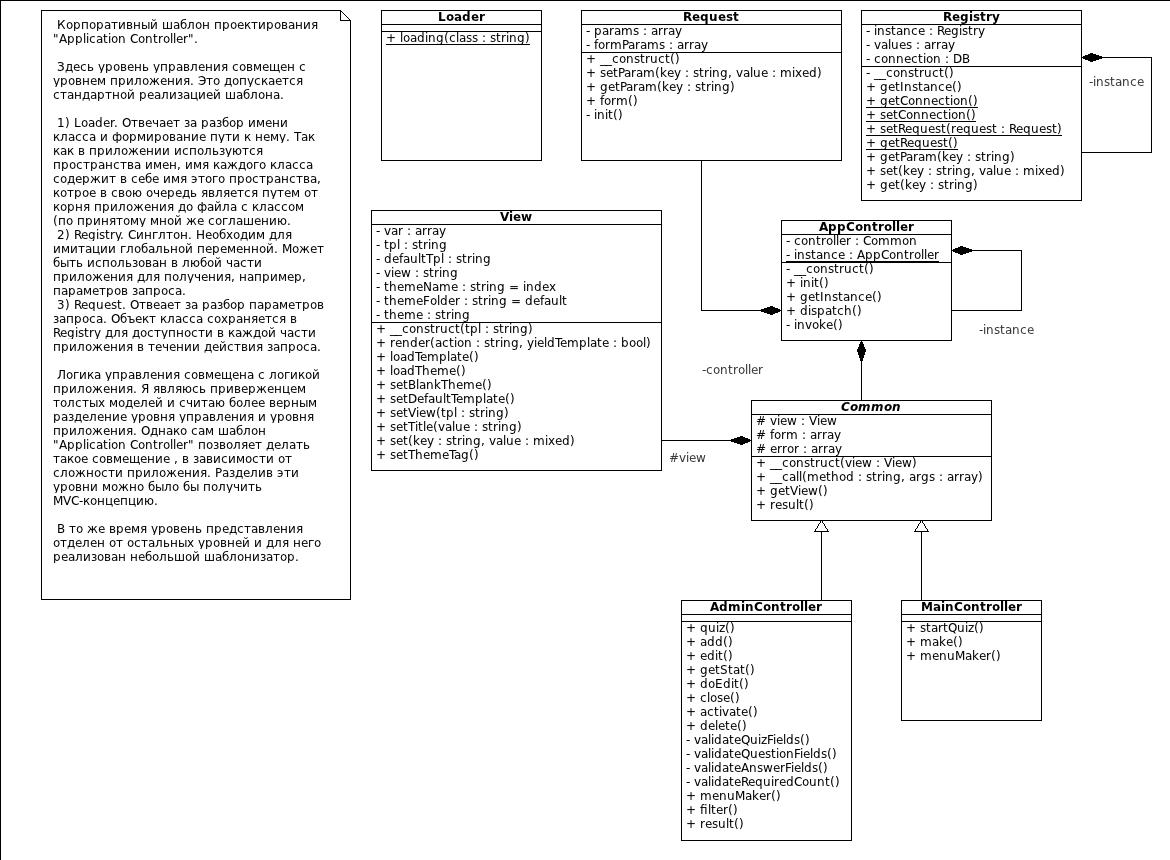 Корпоративный шаблон проектирования
"Application Controller".
Здесь уровень управления совмещен с
уровнем приложения. Это допускается
стандартной реализацией шаблона.
1) Loader. Отвечает за разбор имени
класса и формирование пути к нему. Так
как в приложении используются
пространства имен, имя каждого класса
содержит в себе имя этого пространства,
котрое в свою очередь является путем от
корня приложения до файла с классом
(по принятому мной же соглашению.
2) Registry. Синглтон. Необходим для
имитации глобальной переменной. Может
быть использован в любой части
приложения для получения, например,
параметров запроса.
3) Request. Отвеает за разбор параметров
запроса. Объект класса сохраняется в
Registry для доступности в каждой части
приложения в течении действия запроса.
Логика управления совмещена с логикой
приложения. Я являюсь приверженцем
толстых моделей и считаю более верным
разделение уровня управления и уровня
приложения. Однако сам шаблон
"Application Controller" позволяет делать
такое совмещение , в зависимости от
сложности приложения. Разделив эти
уровни можно было бы получить
MVC-концепцию.
В то же время уровень представления
отделен от остальных уровней и для него
реализован небольшой шаблонизатор.
Loader
+ loading(class : string)
Request
- params : array
- formParams : array
+ __construct()
+ setParam(key : string, value : mixed)
+ getParam(key : string)
+ form()
- init()
Registry
- instance : Registry
- values : array
- connection : DB
- __construct()
+ getInstance()
+ getConnection()
+ setConnection()
+ setRequest(request : Request)
+ getRequest()
+ getParam(key : string)
+ set(key : string, value : mixed)
+ get(key : string)
-instance
View
- var : array
- tpl : string
- defaultTpl : string
- view : string
- themeName : string = index
- themeFolder : string = default
- theme : string
+ __construct(tpl : string)
+ render(action : string, yieldTemplate : bool)
+ loadTemplate()
+ loadTheme()
+ setBlankTheme()
+ setDefaultTemplate()
+ setView(tpl : string)
+ setTitle(value : string)
+ set(key : string, value : mixed)
+ setThemeTag()
AppController
- controller : Common
- instance : AppController
- __construct()
+ init()
+ getInstance()
+ dispatch()
- invoke()
-instance
-controller
#view
Common
# view : View
# form : array
# error : array
+ __construct(view : View)
+ __call(method : string, args : array)
+ getView()
+ result()
AdminController
+ quiz()
+ add()
+ edit()
+ getStat()
+ doEdit()
+ close()
+ activate()
+ delete()
- validateQuizFields()
- validateQuestionFields()
- validateAnswerFields()
- validateRequiredCount()
+ menuMaker()
+ filter()
+ result()
MainController
+ startQuiz()
+ make()
+ menuMaker()